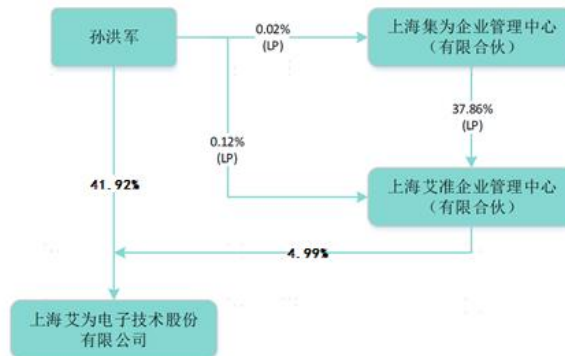 孙洪军
0.02%
(LP)
上海集为企业管理中心
（有限合伙）
37.86%
(LP)
0.12%
(LP)
41.92%
上海艾准企业管理中心
（有限合伙）
4.99%
上海艾为电子技术股份
有限公司